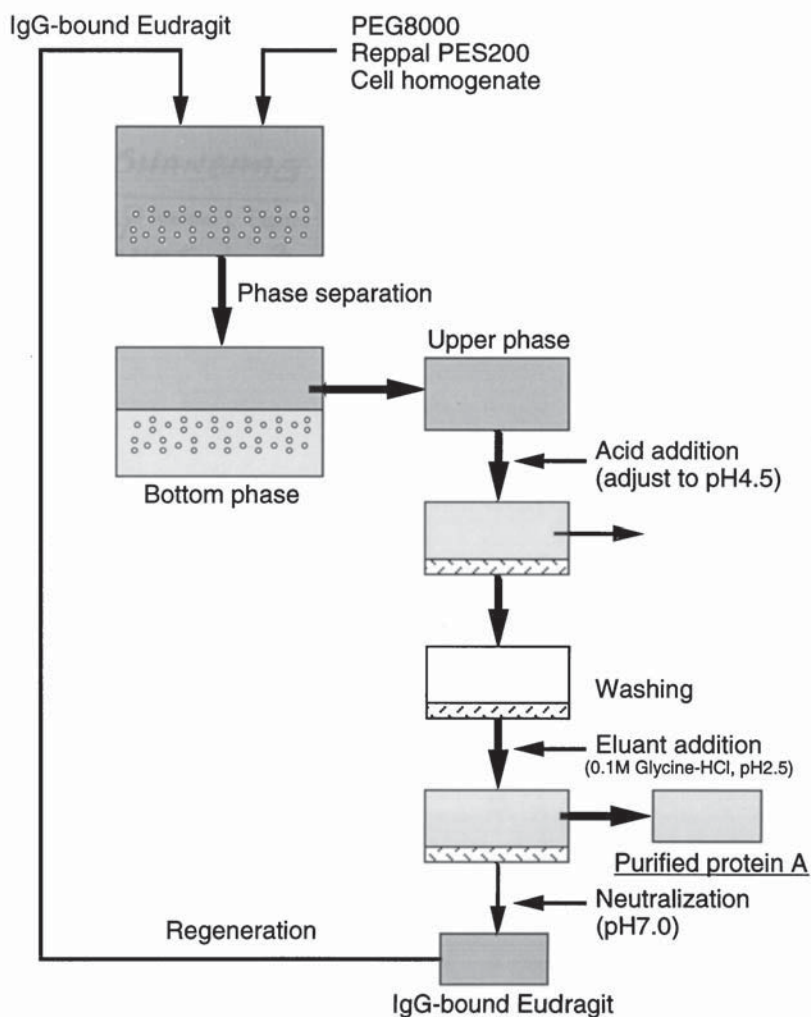 IgG-bound Eudragit
PEG8000
Reppal PES200
Cell homogenate
Phase separation
Upper phase
Bottom phase
Acid addition
(adjust to pH4.5)
Washing
Eluant addition
(0.1M Glycine-HCl, pH2.5)
Purified protein A
Neutralization
(pH7.0)
Regeneration
IgG-bound Eudragit